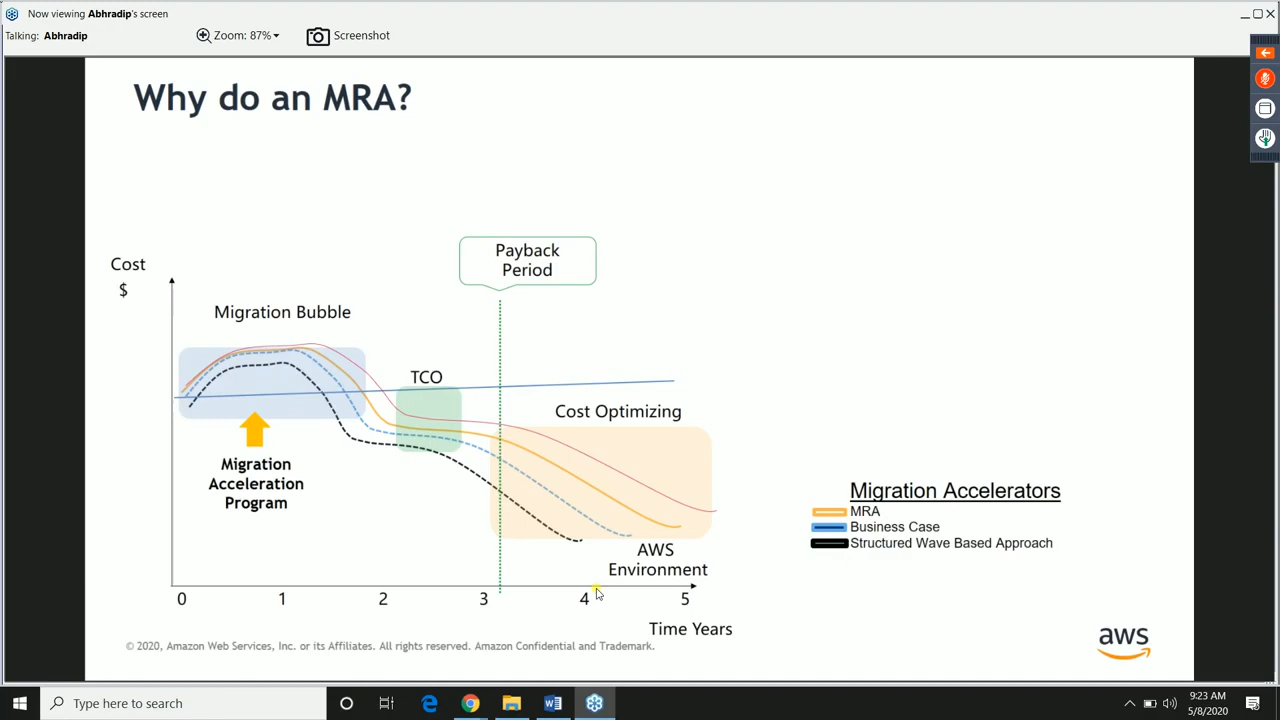 Now viewing Abhradip's screen
Talking: Abhradip
Zoom: 87%
Screenshot
Why do an MRA?
Payback
Period
Cost
$
Migration Bubble
TCO
Cost Optimizing
Migration
Acceleration
Program
Migration Accelerators
MRA
Business Case
Structured Wave Based Approach
AWS
Environment
0 1 2 3 4 5
Time Years
© 2020, Amazon Web Services, Inc. or its Affiliates. All rights reserved. Amazon Confidential and Trademark.
aws
Type here to search
9:23 AM
5/8/2020